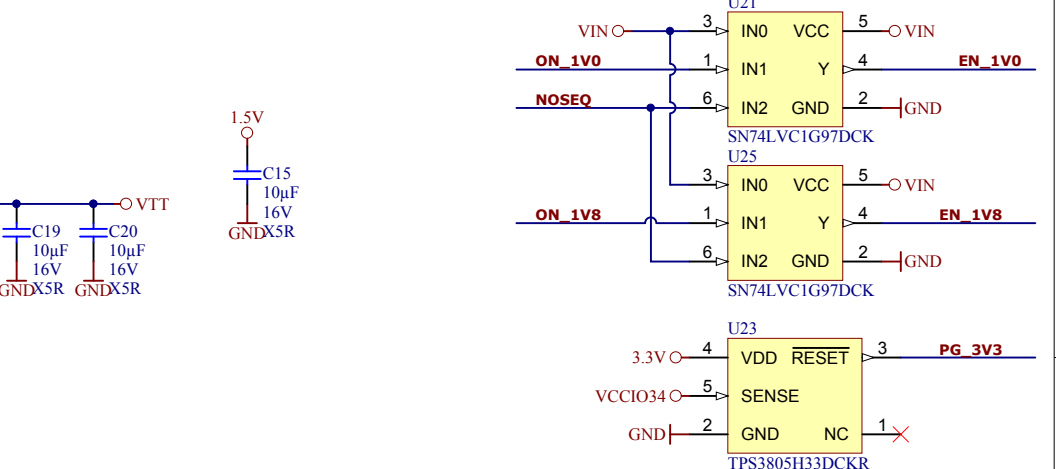 U21
VIN
3
IN0
VCC
5
VIN
ON_1V0
1
IN1
Y
4
EN_1V0
NOSEQ
6
IN2
GND
2
GND
SN74LVC1G97DCK
1.5V
C15
10µF
16V
X5R
GND
VTT
C19
10µF
16V
X5R
GND
C20
10µF
16V
X5R
GND
U25
3
IN0
VCC
5
VIN
ON_1V8
1
IN1
Y
4
EN_1V8
6
IN2
GND
2
GND
SN74LVC1G97DCK
U23
3.3V
4
VDD
RESET
3
PG_3V3
VCCIO34
5
SENSE
GND
2
GND
NC
1
TPS3805H33DCKR